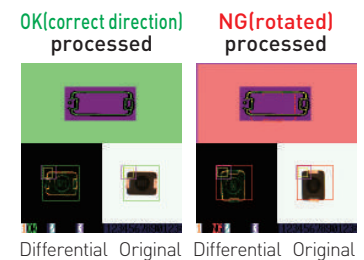 OK(correct direction)
processed
NG(rotated)
processed
Differential Original Differential Original